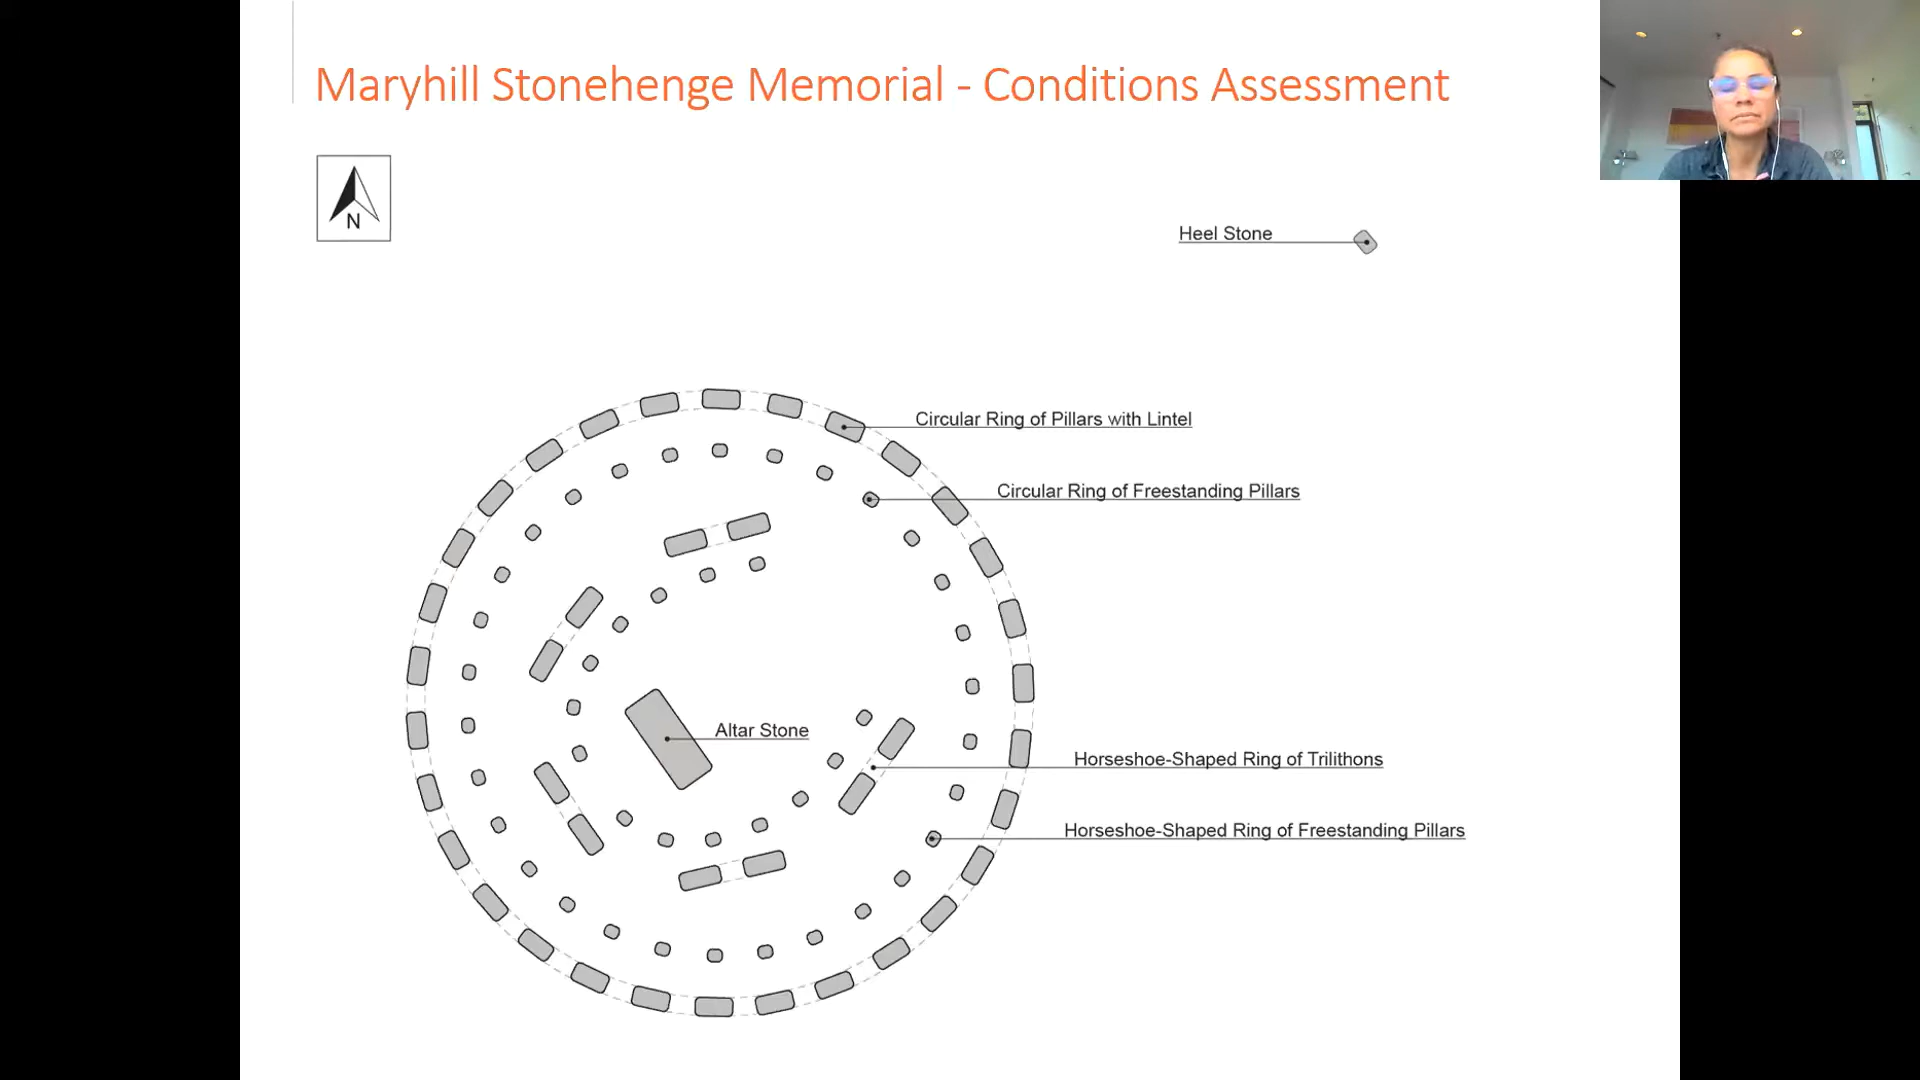 Maryhill Stonehenge Memorial - Conditions Assessment
N
Heel Stone
Circular Ring of Pillars with Lintel
Circular Ring of Freestanding Pillars
Altar Stone
Horseshoe-Shaped Ring of Trilithons
Horseshoe-Shaped Ring of Freestanding Pillars